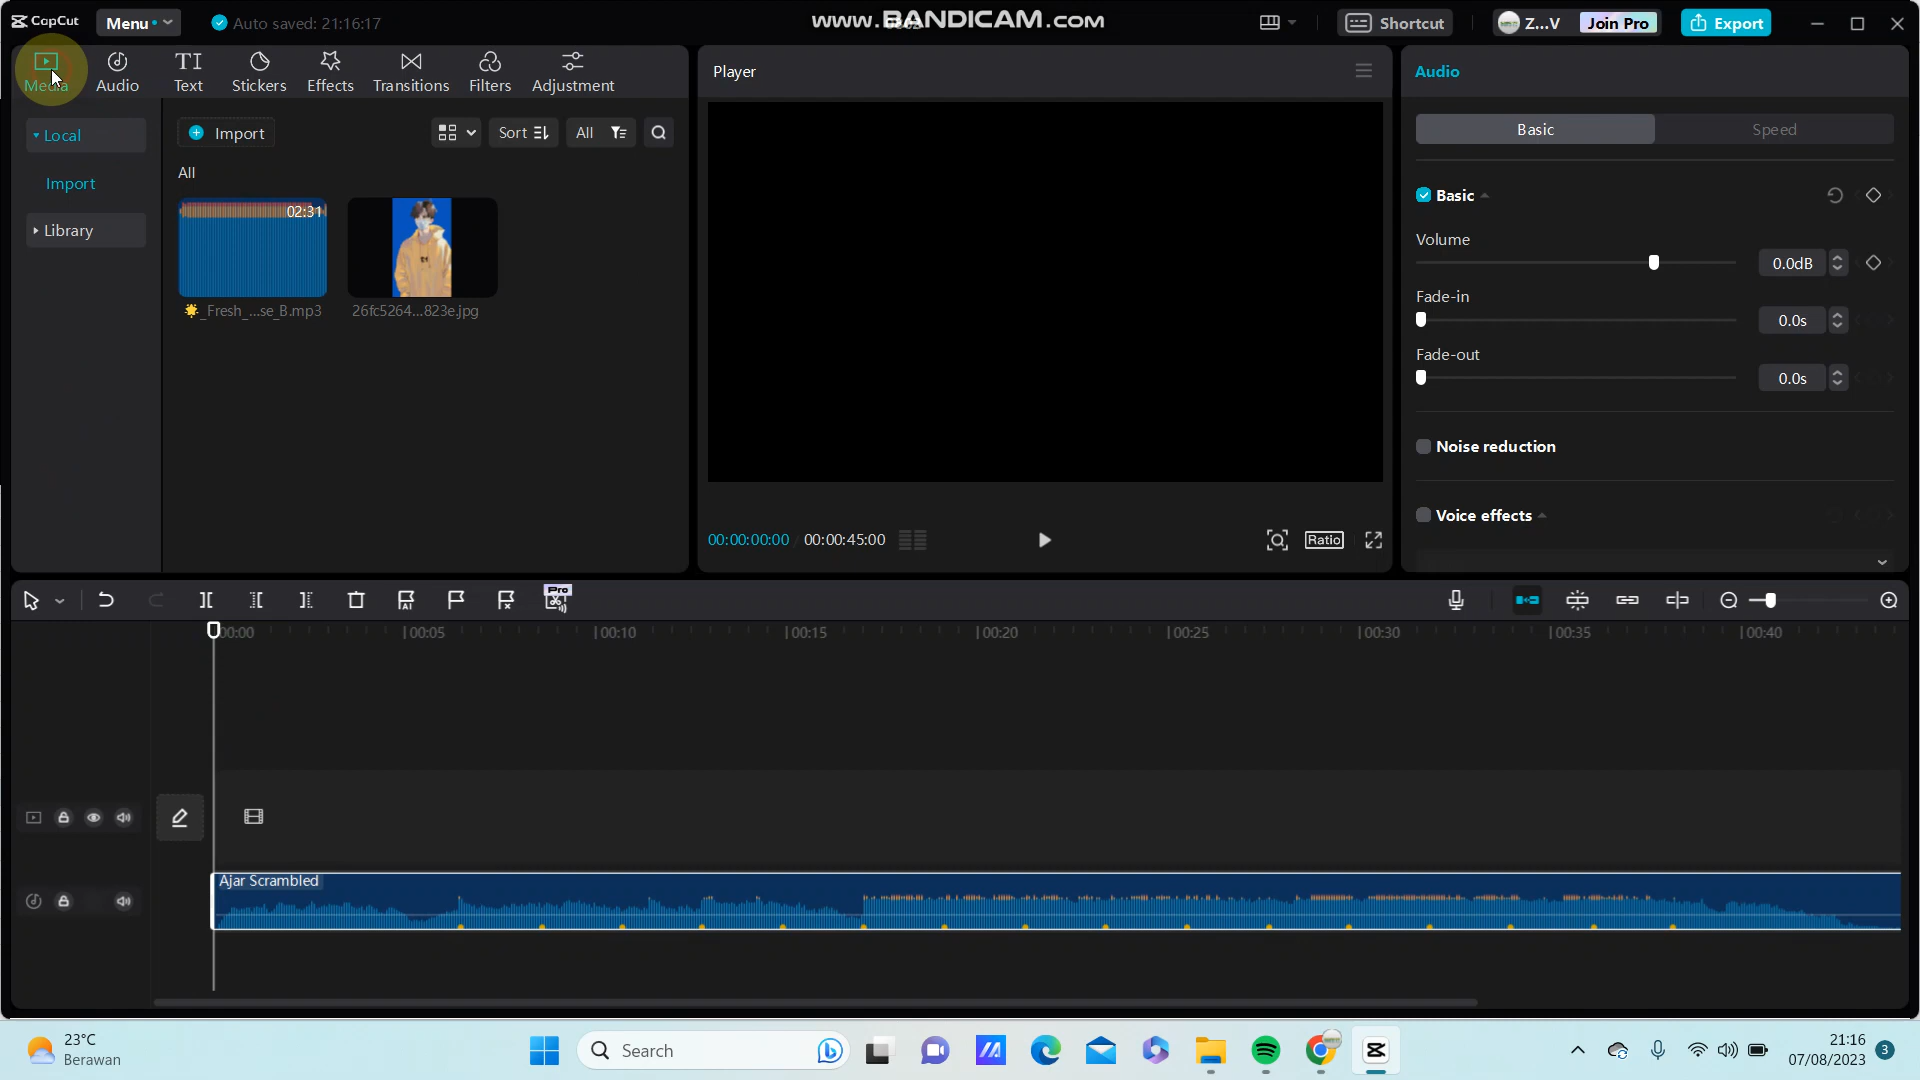 CapCut
Menu
Auto saved: 21:16:17
www.BANDICAM.com
Shortcut
Z...V
Join Pro
Export
Media
Audio
Text
Stickers
Effects
Transitions
Filters
Adjustment
Player
Audio
Local
Import
Sort
All
Basic
Speed
Import
All
Library
02:31
_Fresh_...se_B.mp3
26fc5264...823e.jpg
Basic
Volume
0.0dB
Fade-in
0.0s
Fade-out
0.0s
Noise reduction
Voice effects
00:00:00:00
00:00:45:00
Ratio
AI
Pro
00:00
00:05
00:10
00:15
00:20
00:25
00:30
00:35
00:40
Ajar Scrambled
23°C
Berawan
Search
21:16
07/08/2023
3